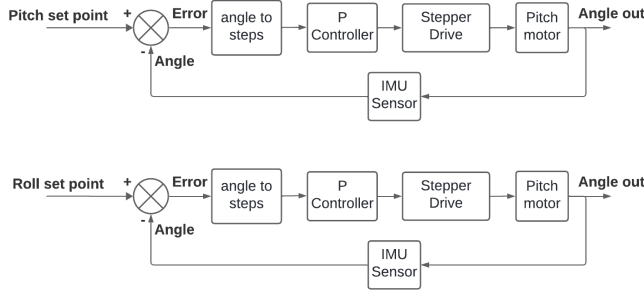 Pitch set point + Error angle to steps P Controller Stepper Drive Pitch motor Angle out
- Angle
IMU Sensor
Roll set point + Error angle to steps P Controller Stepper Drive Pitch motor Angle out
- Angle
IMU Sensor